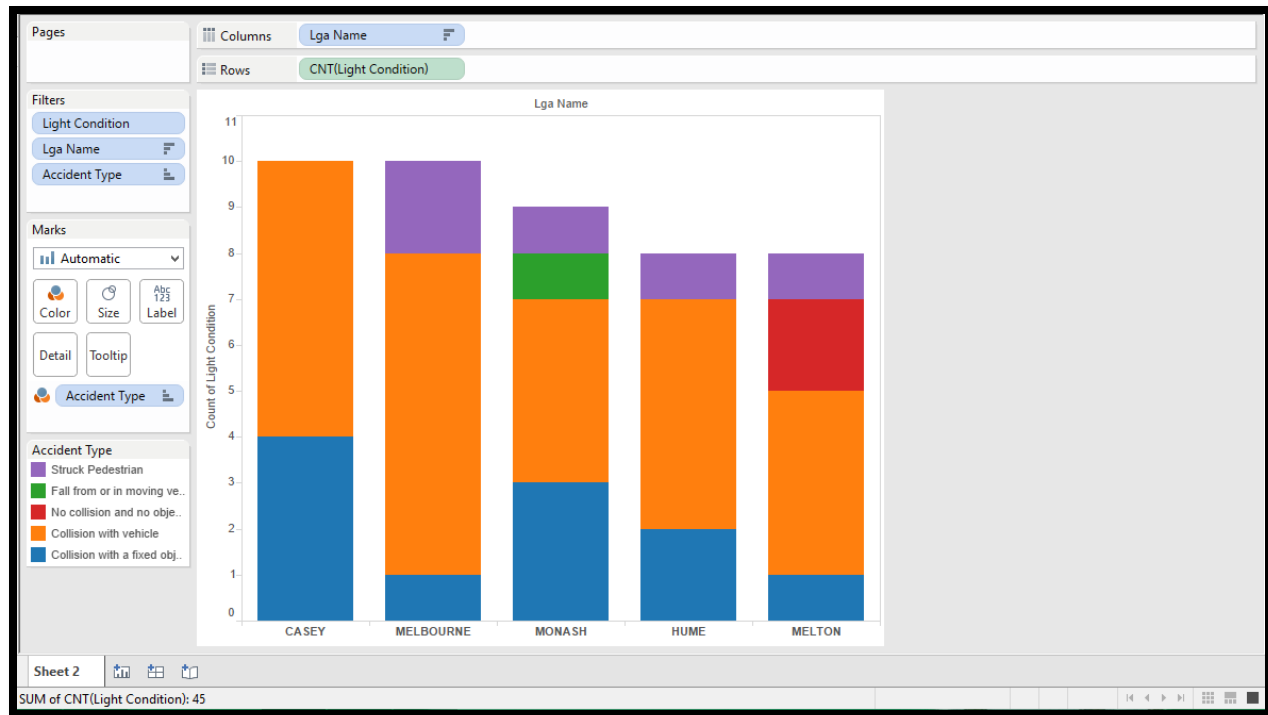 Pages
Columns Lga Name
Rows CNT(Light Condition)
Filters
Light Condition
Lga Name
Accident Type
Marks
Automatic
Color Size Abc 123 Label
Detail Tooltip
Accident Type
Accident Type
Struck Pedestrian
Fall from or in moving ve..
No collision and no obje..
Collision with vehicle
Collision with a fixed obj..
Lga Name
Count of Light Condition
11
10
9
8
7
6
5
4
3
2
1
0
CASEY MELBOURNE MONASH HUME MELTON
Sheet 2
SUM of CNT(Light Condition): 45